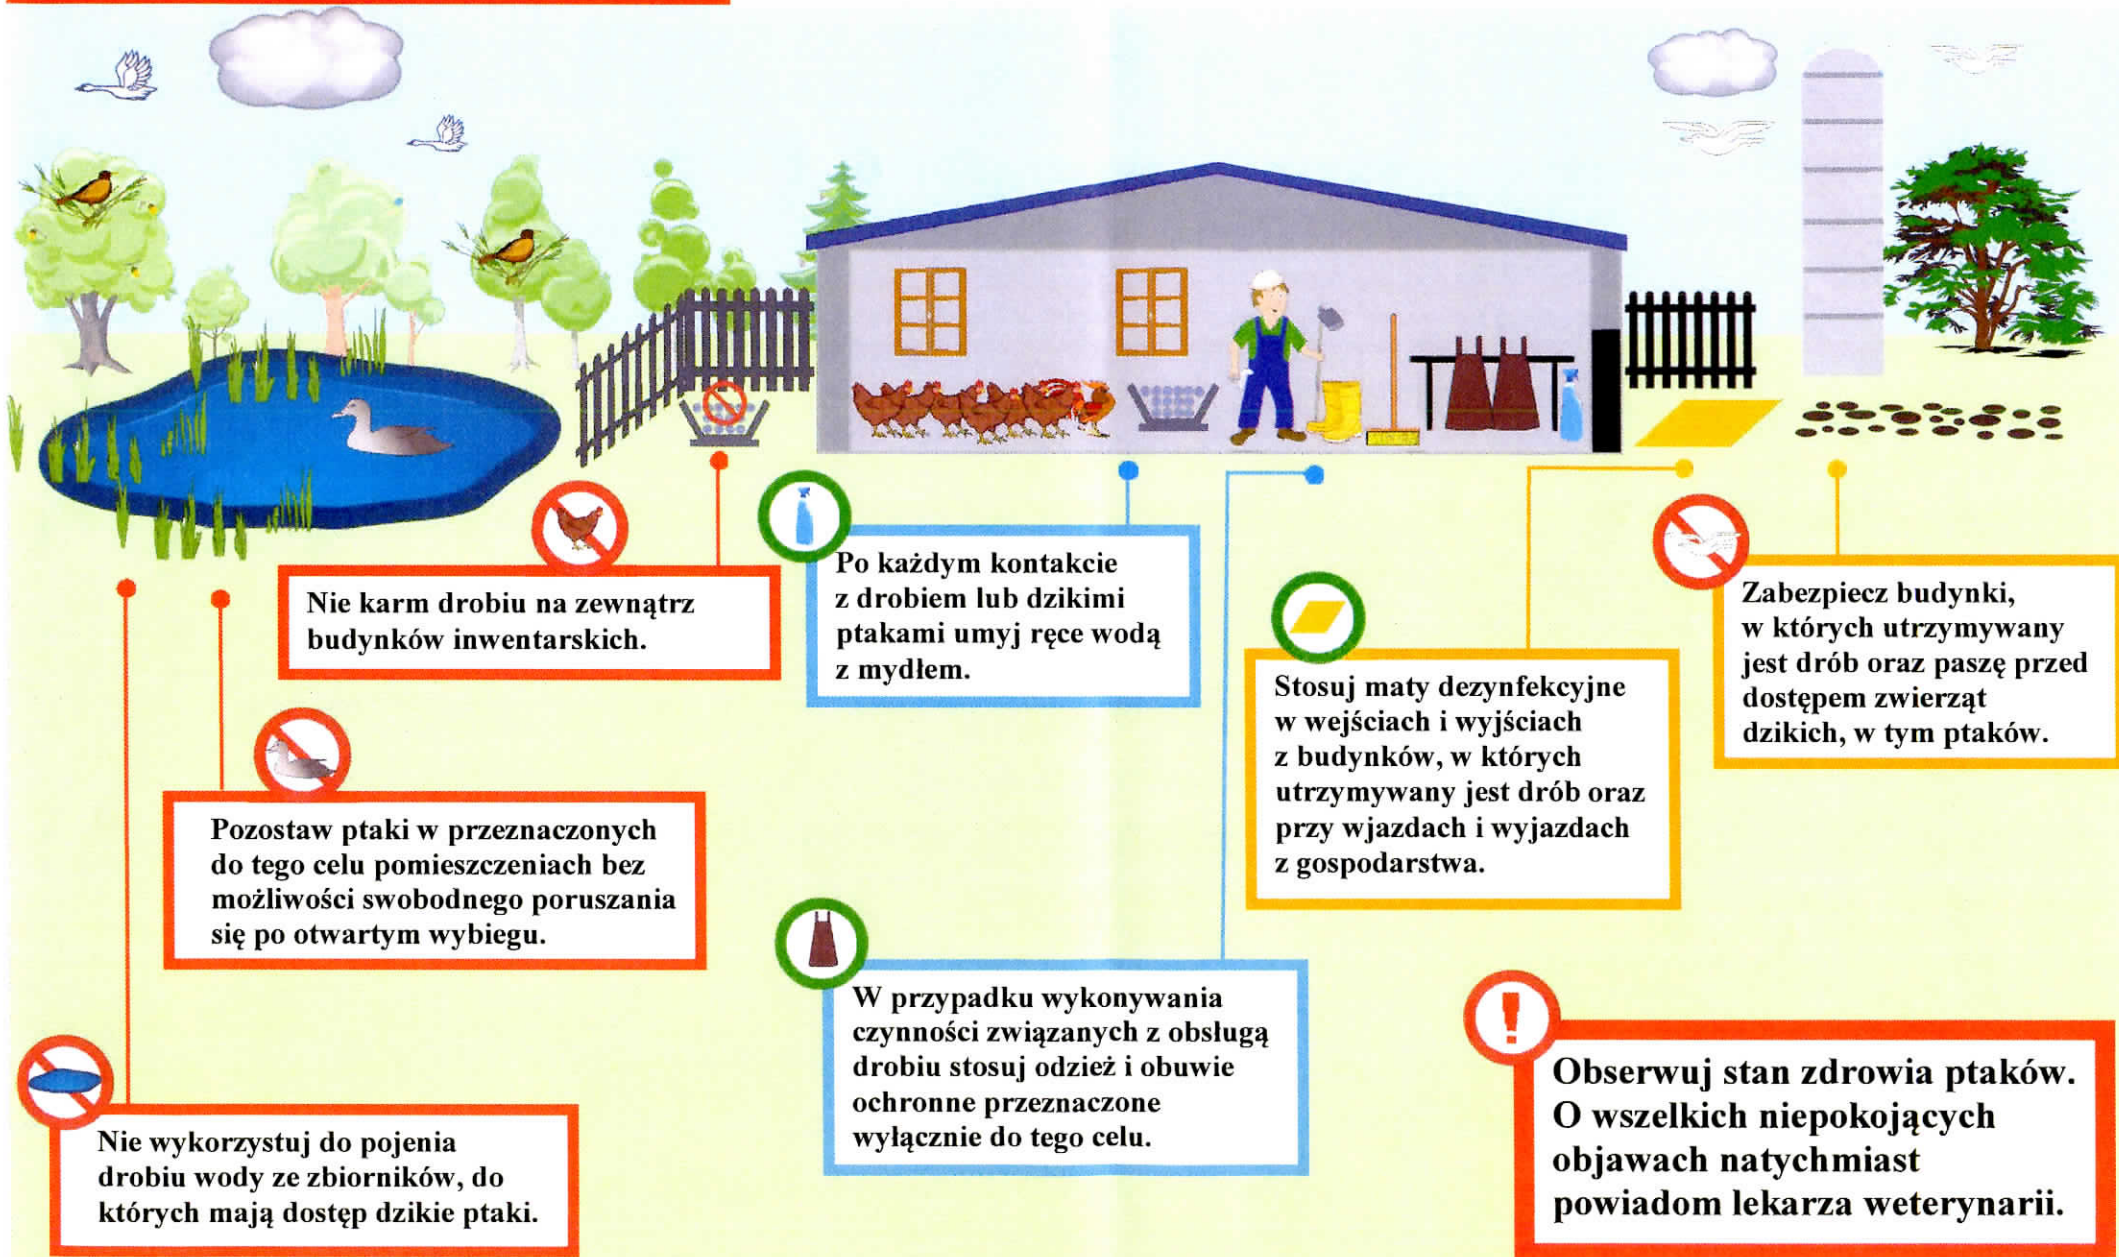 Nie karm drobiu na zewnątrz
budynków inwentarskich.
Po każdym kontakcie
z drobiem lub dzikimi
ptakami umyj ręce wodą
z mydłem.
Zabezpiecz budynki,
w których utrzymywany
jest drób oraz paszę przed
dostępem zwierząt
dzikich, w tym ptaków.
Stosuj maty dezynfekcyjne
w wejściach i wyjściach
z budynków, w których
utrzymywany jest drób oraz
przy wjazdach i wyjazdach
z gospodarstwa.
Pozostaw ptaki w przeznaczonych
do tego celu pomieszczeniach bez
możliwości swobodnego poruszania
się po otwartym wybiegu.
W przypadku wykonywania
czynności związanych z obsługą
drobiu stosuj odzież i obuwie
ochronne przeznaczone
wyłącznie do tego celu.
Nie wykorzystuj do pojenia
drobiu wody ze zbiorników, do
których mają dostęp dzikie ptaki.
!
Obserwuj stan zdrowia ptaków.
O wszelkich niepokojących
objawach natychmiast
powiadom lekarza weterynarii.